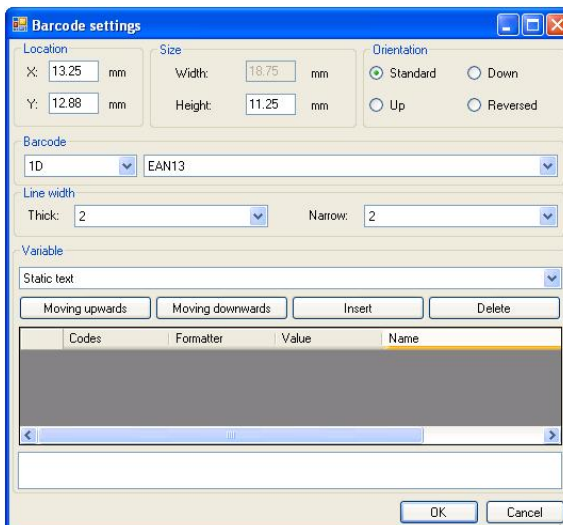 Barcode settings
Location
Size
Orientation
X: 13.25 mm
Width: 18.75 mm
Standard
Down
Y: 12.88 mm
Height: 11.25 mm
Up
Reversed
Barcode
1D
EAN13
Line width
Thick: 2
Narrow: 2
Variable
Static text
Moving upwards
Moving downwards
Insert
Delete
Codes
Formatter
Value
Name
OK
Cancel